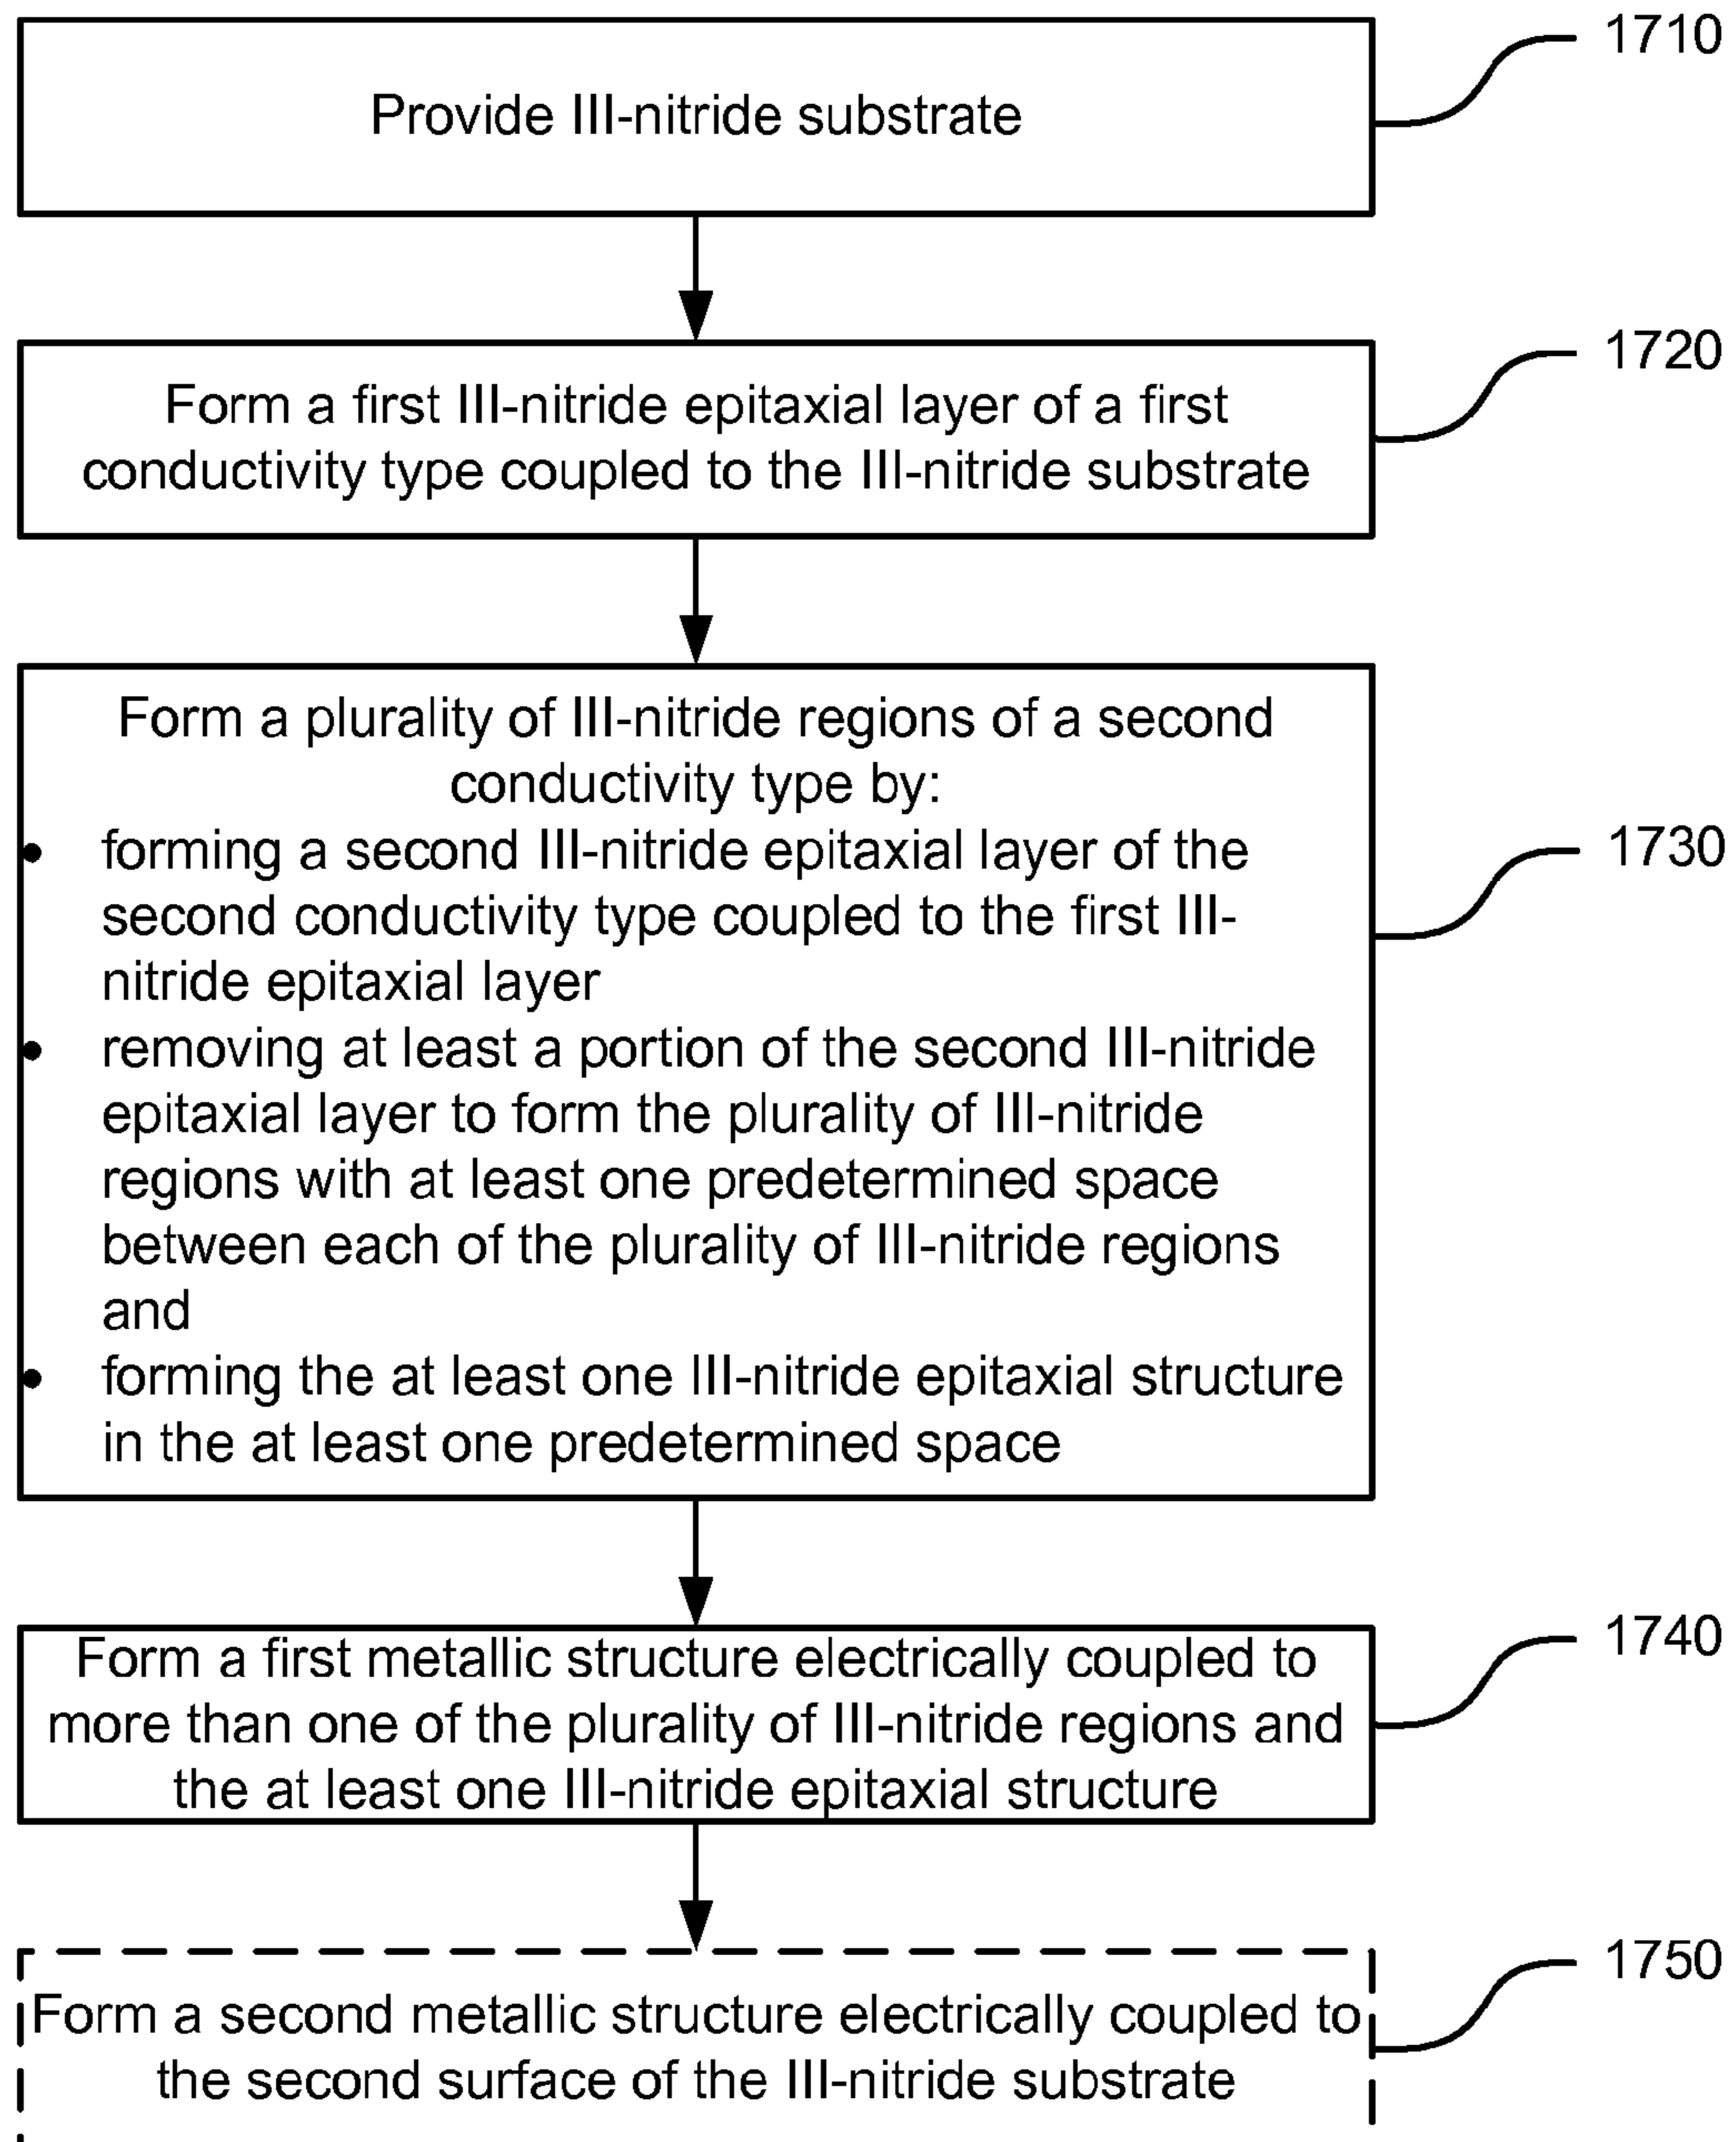 1710
Provide III-nitride substrate
1720
Form a first III-nitride epitaxial layer of a first
conductivity type coupled to the III-nitride substrate
Form a plurality of III-nitride regions of a second
conductivity type by:
1730
• forming a second III-nitride epitaxial layer of the
second conductivity type coupled to the first III-
nitride epitaxial layer
• removing at least a portion of the second III-nitride
epitaxial layer to form the plurality of III-nitride
regions with at least one predetermined space
between each of the plurality of III-nitride regions
and
• forming the at least one III-nitride epitaxial structure
in the at least one predetermined space
1740
Form a first metallic structure electrically coupled to
more than one of the plurality of III-nitride regions and
the at least one III-nitride epitaxial structure
1750
Form a second metallic structure electrically coupled to
the second surface of the III-nitride substrate